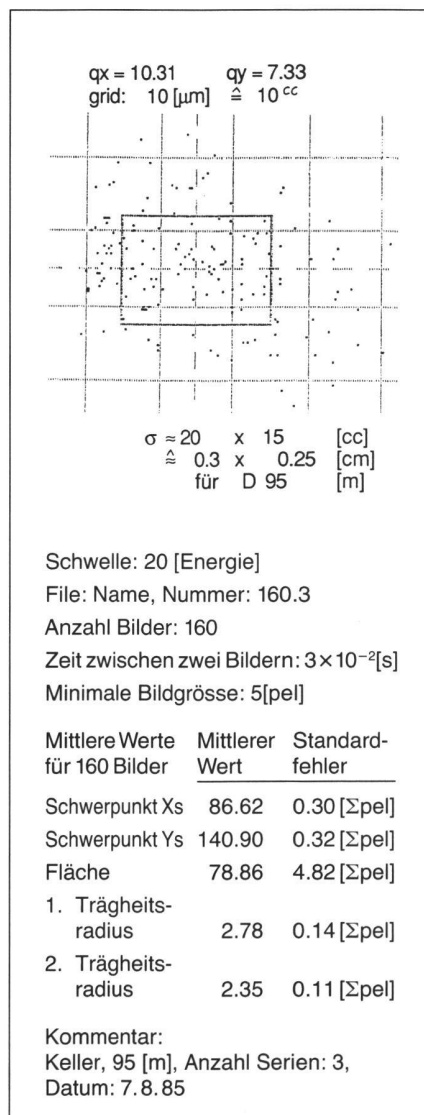 qx = 10.31 qy = 7.33
grid: 10 [µm] ≙ 10 cc
σ ≈ 20 x 15 [cc]
≙ 0.3 x 0.25 [cm]
für D 95 [m]
Schwelle: 20 [Energie]
File: Name, Nummer: 160.3
Anzahl Bilder: 160
Zeit zwischen zwei Bildern: 3×10⁻²[s]
Minimale Bildgrösse: 5[pel]
Mittlere Werte Mittlerer Standard-
für 160 Bilder Wert fehler
Schwerpunkt Xs 86.62 0.30 [Σpel]
Schwerpunkt Ys 140.90 0.32 [Σpel]
Fläche 78.86 4.82 [Σpel]
1. Trägheits-
radius 2.78 0.14 [Σpel]
2. Trägheits-
radius 2.35 0.11 [Σpel]
Kommentar:
Keller, 95 [m], Anzahl Serien: 3,
Datum: 7.8.85